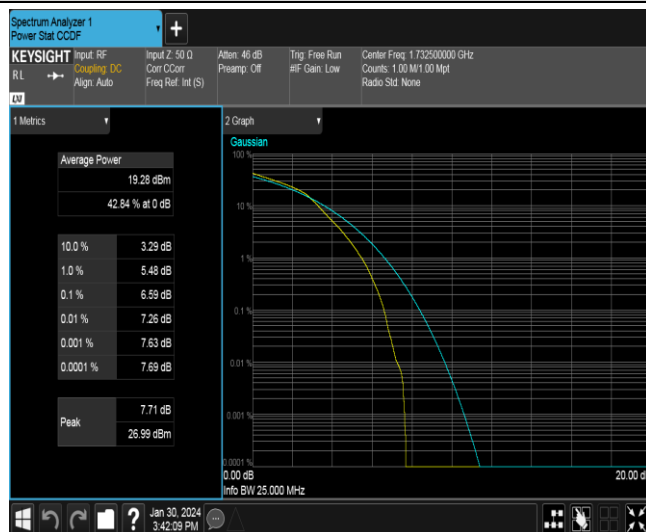 Spectrum Analyzer 1
Power Stat CCDF
KEYSIGHT
RL
Input: RF
Coupling: DC
Align: Auto
Input Z: 50 Ω
Corr CCorr
Freq Ref: Int (S)
Atten: 46 dB
Preamp: Off
Trig: Free Run
#IF Gain: Low
Center Freq: 1.732500000 GHz
Counts: 1.00 M/1.00 Mpt
Radio Std: None
LXI
1 Metrics
Average Power
19.28 dBm
42.84 % at 0 dB
10.0 % 3.29 dB
1.0 % 5.48 dB
0.1 % 6.59 dB
0.01 % 7.26 dB
0.001 % 7.63 dB
0.0001 % 7.69 dB
Peak 7.71 dB
26.99 dBm
2 Graph
Gaussian
100 %
10 %
1 %
0.1 %
0.01 %
0.001 %
0.0001 %
0.00 dB 20.00 d
Info BW 25.000 MHz
Jan 30, 2024
3:42:09 PM